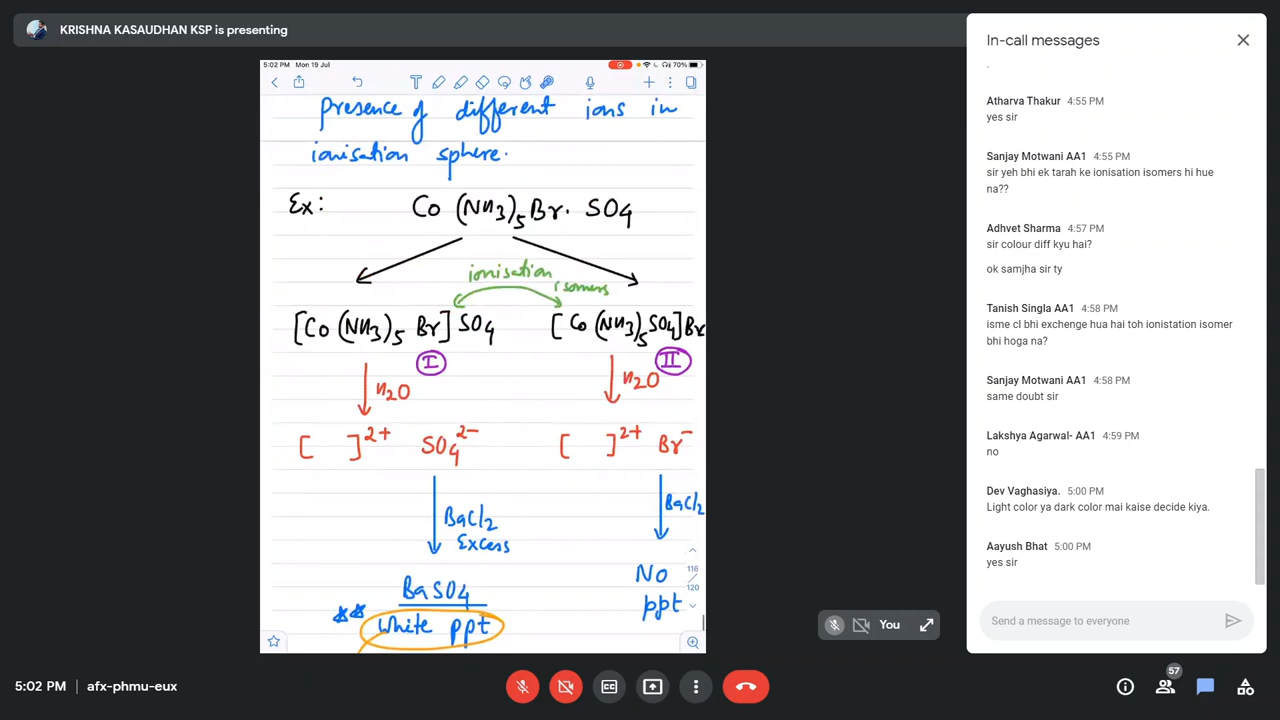 KRISHNA KASAUDHAN KSP is presenting
5:02 PM Mon 19 Jul
70%
presence of different ions in
ionisation sphere.
Ex: Co (NH3)5 Br. SO4
ionisation
isomers
[Co (NH3)5 Br] SO4 [Co (NH3)5 SO4] Br
I II
H2O H2O
[ ]2+ SO4 2- [ ]2+ Br-
BaCl2 BaCl2
Excess
BaSO4 No
white ppt ppt
116
120
You
In-call messages
Atharva Thakur 4:55 PM
yes sir
Sanjay Motwani AA1 4:55 PM
sir yeh bhi ek tarah ke ionisation isomers hi hue
na??
Adhvet Sharma 4:57 PM
sir colour diff kyu hai?
ok samjha sir ty
Tanish Singla AA1 4:58 PM
isme cl bhi exchenge hua hai toh ionistation isomer
bhi hoga na?
Sanjay Motwani AA1 4:58 PM
same doubt sir
Lakshya Agarwal- AA1 4:59 PM
no
Dev Vaghasiya. 5:00 PM
Light color ya dark color mai kaise decide kiya.
Aayush Bhat 5:00 PM
yes sir
Send a message to everyone
5:02 PM afx-phmu-eux
57